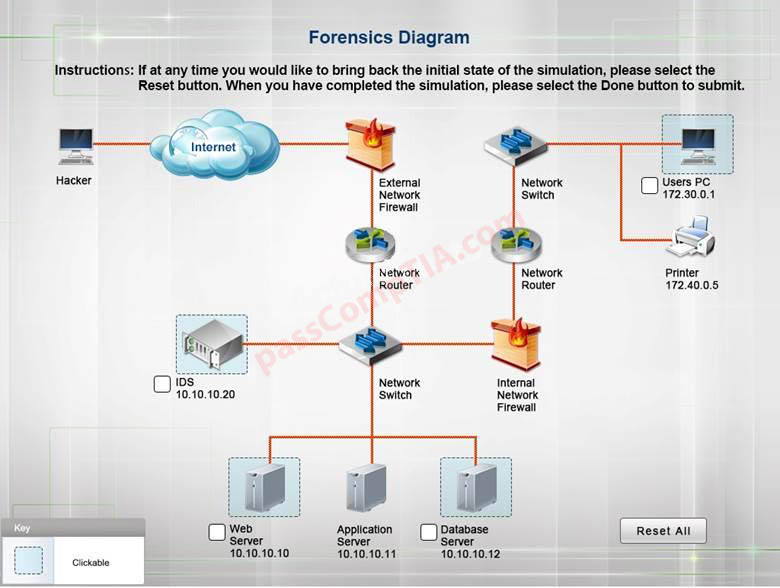 Forensics Diagram
Instructions: If at any time you would like to bring back the initial state of the simulation, please select the
Reset button. When you have completed the simulation, please select the Done button to submit.
Hacker
Internet
External
Network
Firewall
Network
Switch
Users PC
172.30.0.1
Network
Router
Network
Router
Printer
172.40.0.5
passCompTIA.com
IDS
10.10.10.20
Network
Switch
Internal
Network
Firewall
Web
Server
10.10.10.10
Application
Server
10.10.10.11
Database
Server
10.10.10.12
Reset All
Key
Clickable